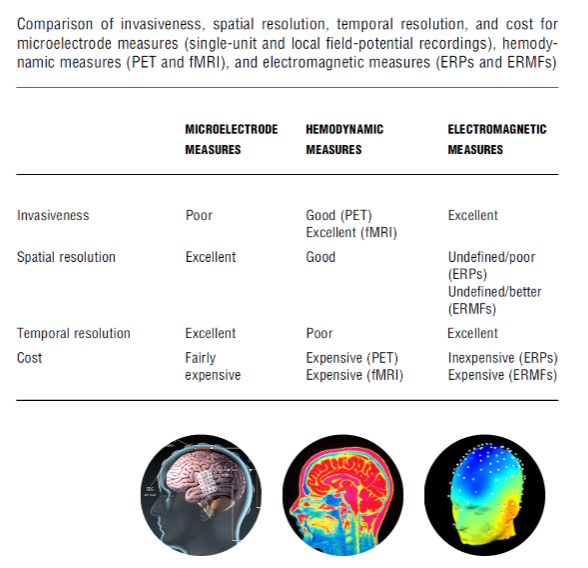 Comparison of invasiveness, spatial resolution, temporal resolution, and cost for
microelectrode measures (single-unit and local field-potential recordings), hemody-
namic measures (PET and fMRI), and electromagnetic measures (ERPs and ERMFs)
MICROELECTRODE HEMODYNAMIC ELECTROMAGNETIC
MEASURES MEASURES MEASURES
Invasiveness Poor Good (PET) Excellent
Excellent (fMRI)
Spatial resolution Excellent Good Undefined/poor
(ERPs)
Undefined/better
(ERMFs)
Temporal resolution Excellent Poor Excellent
Cost Fairly Expensive (PET) Inexpensive (ERPs)
expensive Expensive (fMRI) Expensive (ERMFs)